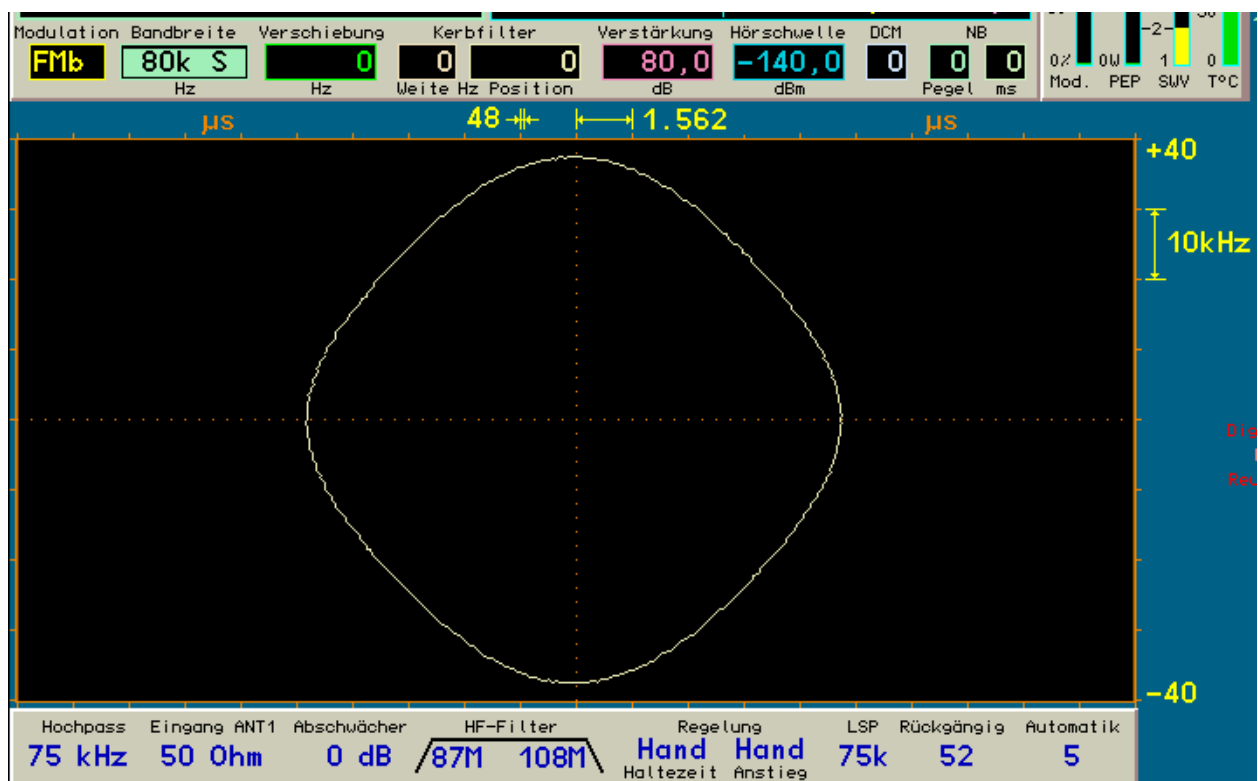 Modulation Bandbreite Verschiebung Kerbfilter Verstärkung Hörschwelle DCM NB
FMb 80k S 0 0 0 80,0 -140,0 0 0 0
Hz Hz Weite Hz Position dB dBm Pegel ms
-2-
0% 0W 1 0
Mod. PEP SWV T°C
µs 48 1.562 µs
+40
10kHz
-40
Hochpass Eingang ANT1 Abschwächer HF-Filter Regelung LSP Rückgängig Automatik
75 kHz 50 Ohm 0 dB 87M 108M Hand Hand 75k 52 5
Haltezeit Anstieg